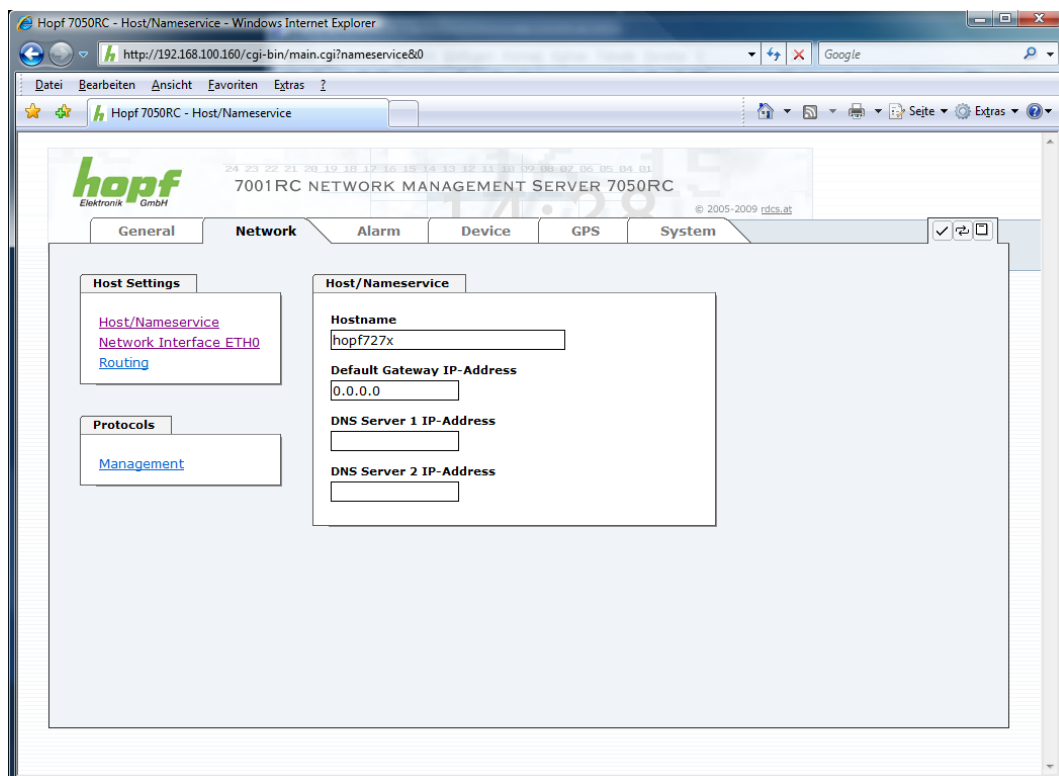 Hopf 7050RC - Host/Nameservice - Windows Internet Explorer
http://192.168.100.160/cgi-bin/main.cgi?nameservice&0
Google
Datei Bearbeiten Ansicht Favoriten Extras ?
Hopf 7050RC - Host/Nameservice
Seite Extras
hopf
Elektronik GmbH
24 23 22 21 20 19 18 17 16 15 14 13 12 11 10 09 08 07 06 05 04 01
7001RC NETWORK MANAGEMENT SERVER 7050RC
14:28
© 2005-2009 rdcs.at
General Network Alarm Device GPS System
Host Settings
Host/Nameservice
Network Interface ETH0
Routing
Protocols
Management
Host/Nameservice
Hostname
hopf727x
Default Gateway IP-Address
0.0.0.0
DNS Server 1 IP-Address
DNS Server 2 IP-Address